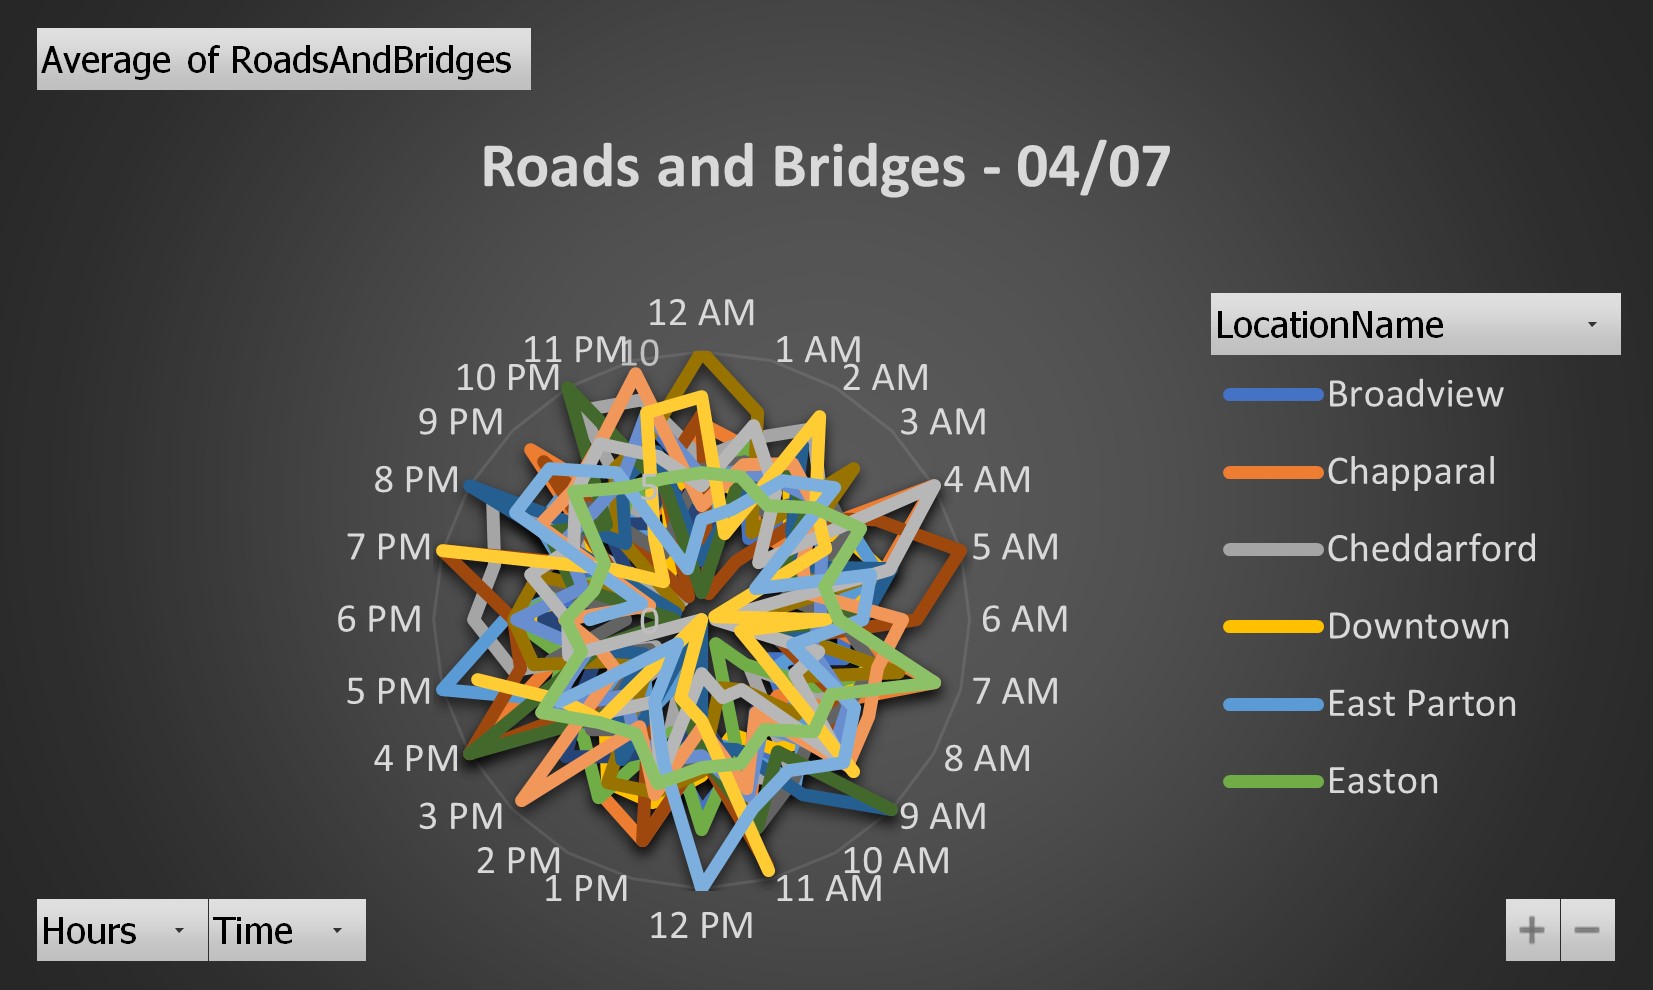 Average of RoadsAndBridges
Roads and Bridges - 04/07
12 AM
1 AM
2 AM
3 AM
4 AM
5 AM
6 AM
7 AM
8 AM
9 AM
10 AM
11 AM
12 PM
1 PM
2 PM
3 PM
4 PM
5 PM
6 PM
7 PM
8 PM
9 PM
10 PM
11 PM
10
5
0
LocationName
Broadview
Chapparal
Cheddarford
Downtown
East Parton
Easton
Hours Time
+ −